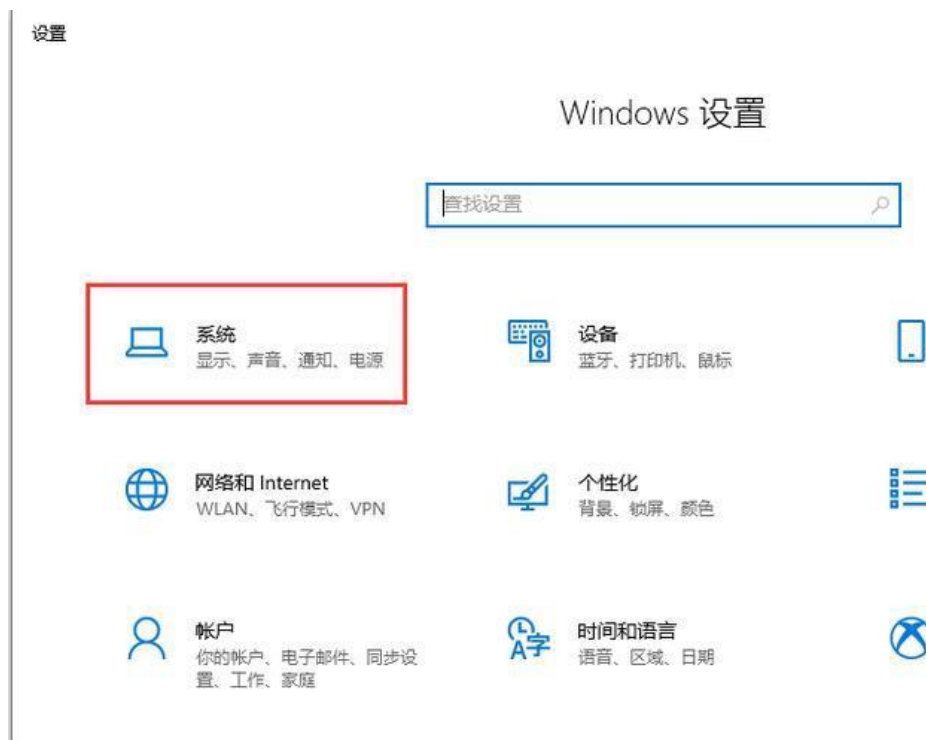 设置
Windows 设置
查找设置
系统
显示、声音、通知、电源
设备
蓝牙、打印机、鼠标
网络和 Internet
WLAN、飞行模式、VPN
个性化
背景、锁屏、颜色
帐户
你的帐户、电子邮件、同步设
置、工作、家庭
时间和语言
语音、区域、日期